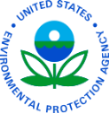 UNITED STATES
ENVIRONMENTAL PROTECTION AGENCY